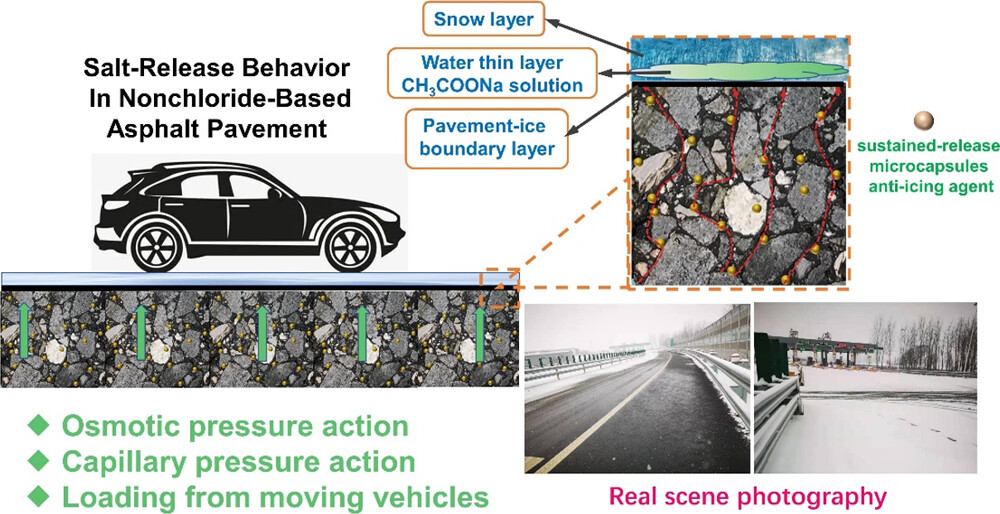 Salt-Release Behavior
In Nonchloride-Based
Asphalt Pavement
Snow layer
Water thin layer
CH₃COONa solution
Pavement-ice
boundary layer
sustained-release
microcapsules
anti-icing agent
Osmotic pressure action
Capillary pressure action
Loading from moving vehicles
Real scene photography